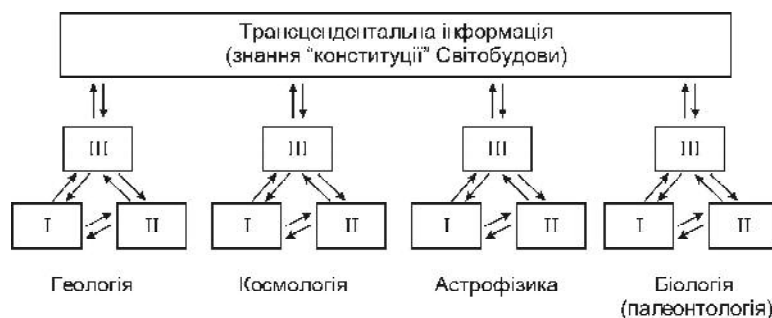 Трансцендентальна інформація
(знання “конституції” Світобудови)
III III III III
I II I II I II I II
Геологія Космологія Астрофізика Біологія
(палеонтологія)